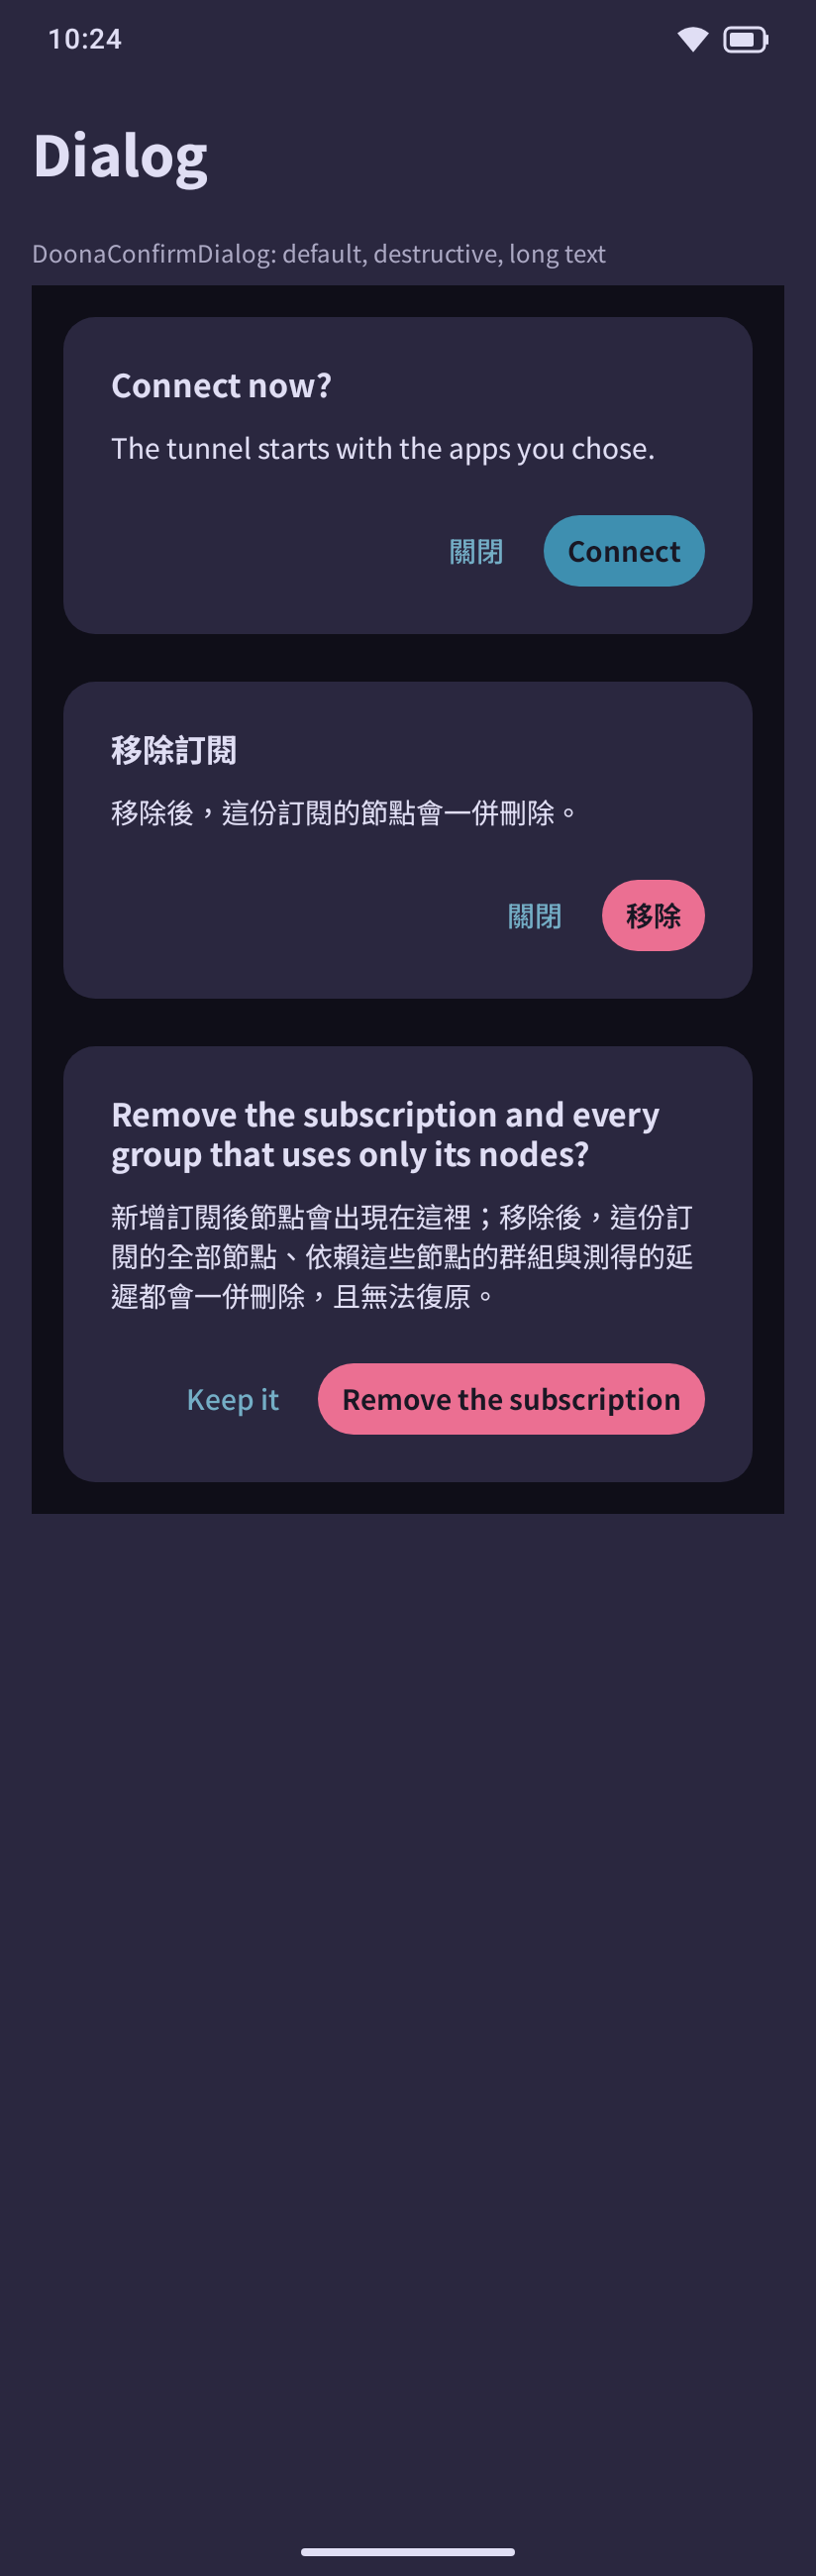 10:24
Dialog
DoonaConfirmDialog: default, destructive, long text
Connect now?
The tunnel starts with the apps you chose.
關閉
Connect
移除訂閱
移除後，這份訂閱的節點會一併刪除。
關閉
移除
Remove the subscription and every
group that uses only its nodes?
新增訂閱後節點會出現在這裡；移除後，這份訂
閱的全部節點、依賴這些節點的群組與測得的延
遲都會一併刪除，且無法復原。
Keep it
Remove the subscription